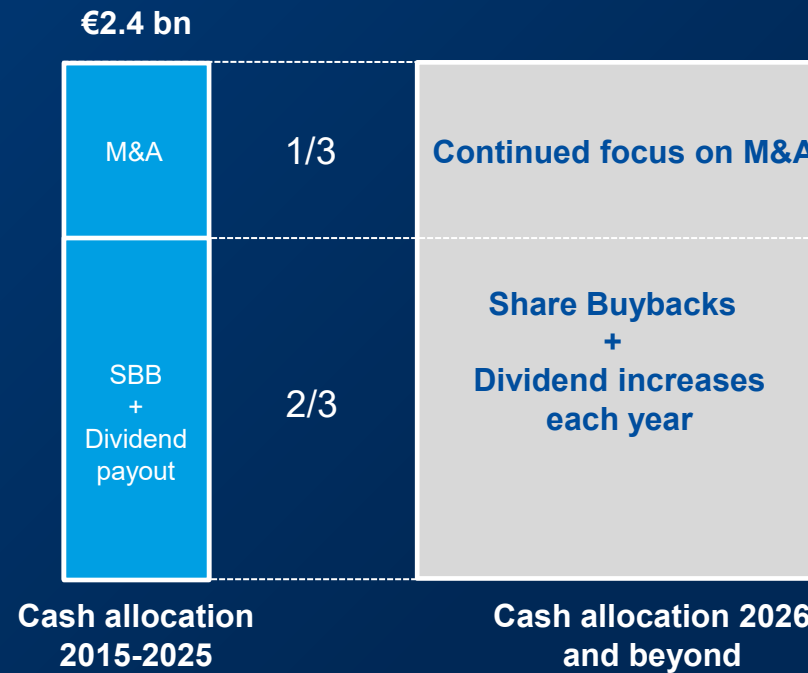 €2.4 bn
M&A
1/3
Continued focus on M&A
SBB
+
Dividend
payout
2/3
Share Buybacks
+
Dividend increases
each year
Cash allocation
2015-2025
Cash allocation 2026
and beyond